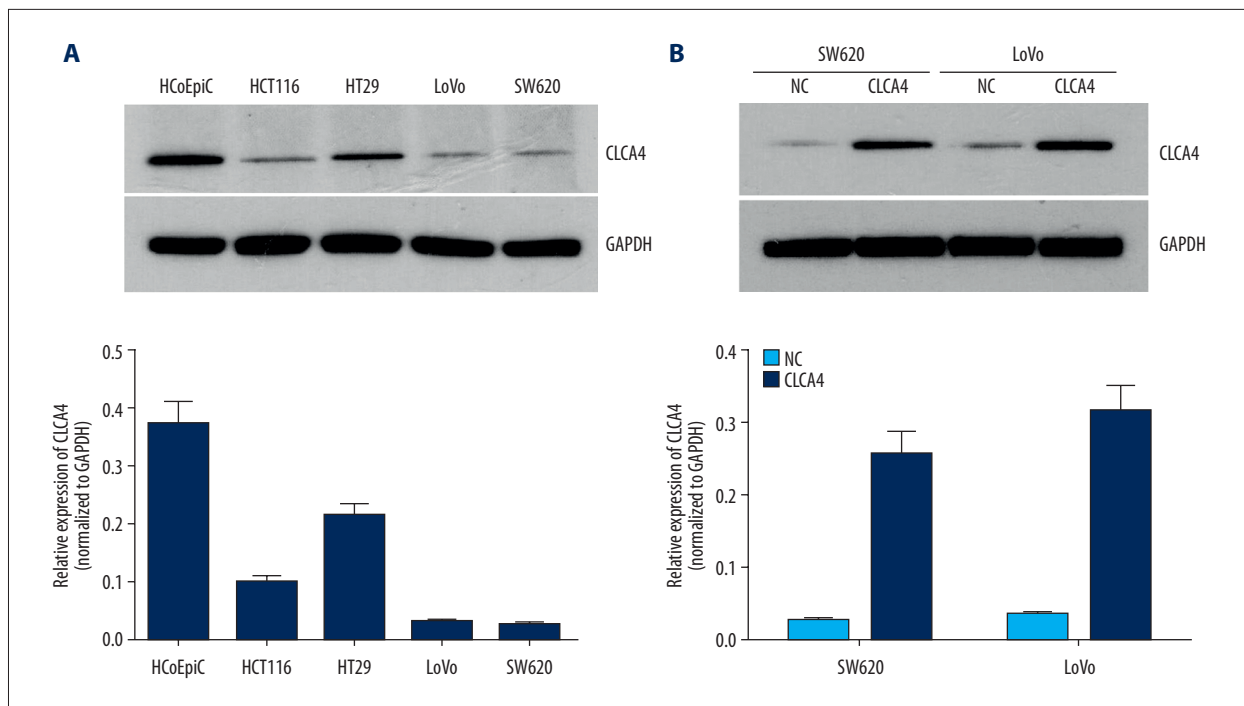 A
HCoEpiC HCT116 HT29 LoVo SW620
CLCA4
GAPDH
0.5
0.4
0.3
0.2
0.1
0.0
Relative expression of CLCA4
(normalized to GAPDH)
HCoEpiC HCT116 HT29 LoVo SW620
B
SW620 LoVo
NC CLCA4 NC CLCA4
CLCA4
GAPDH
NC
CLCA4
0.4
0.3
0.2
0.1
0.0
Relative expression of CLCA4
(normalized to GAPDH)
SW620 LoVo